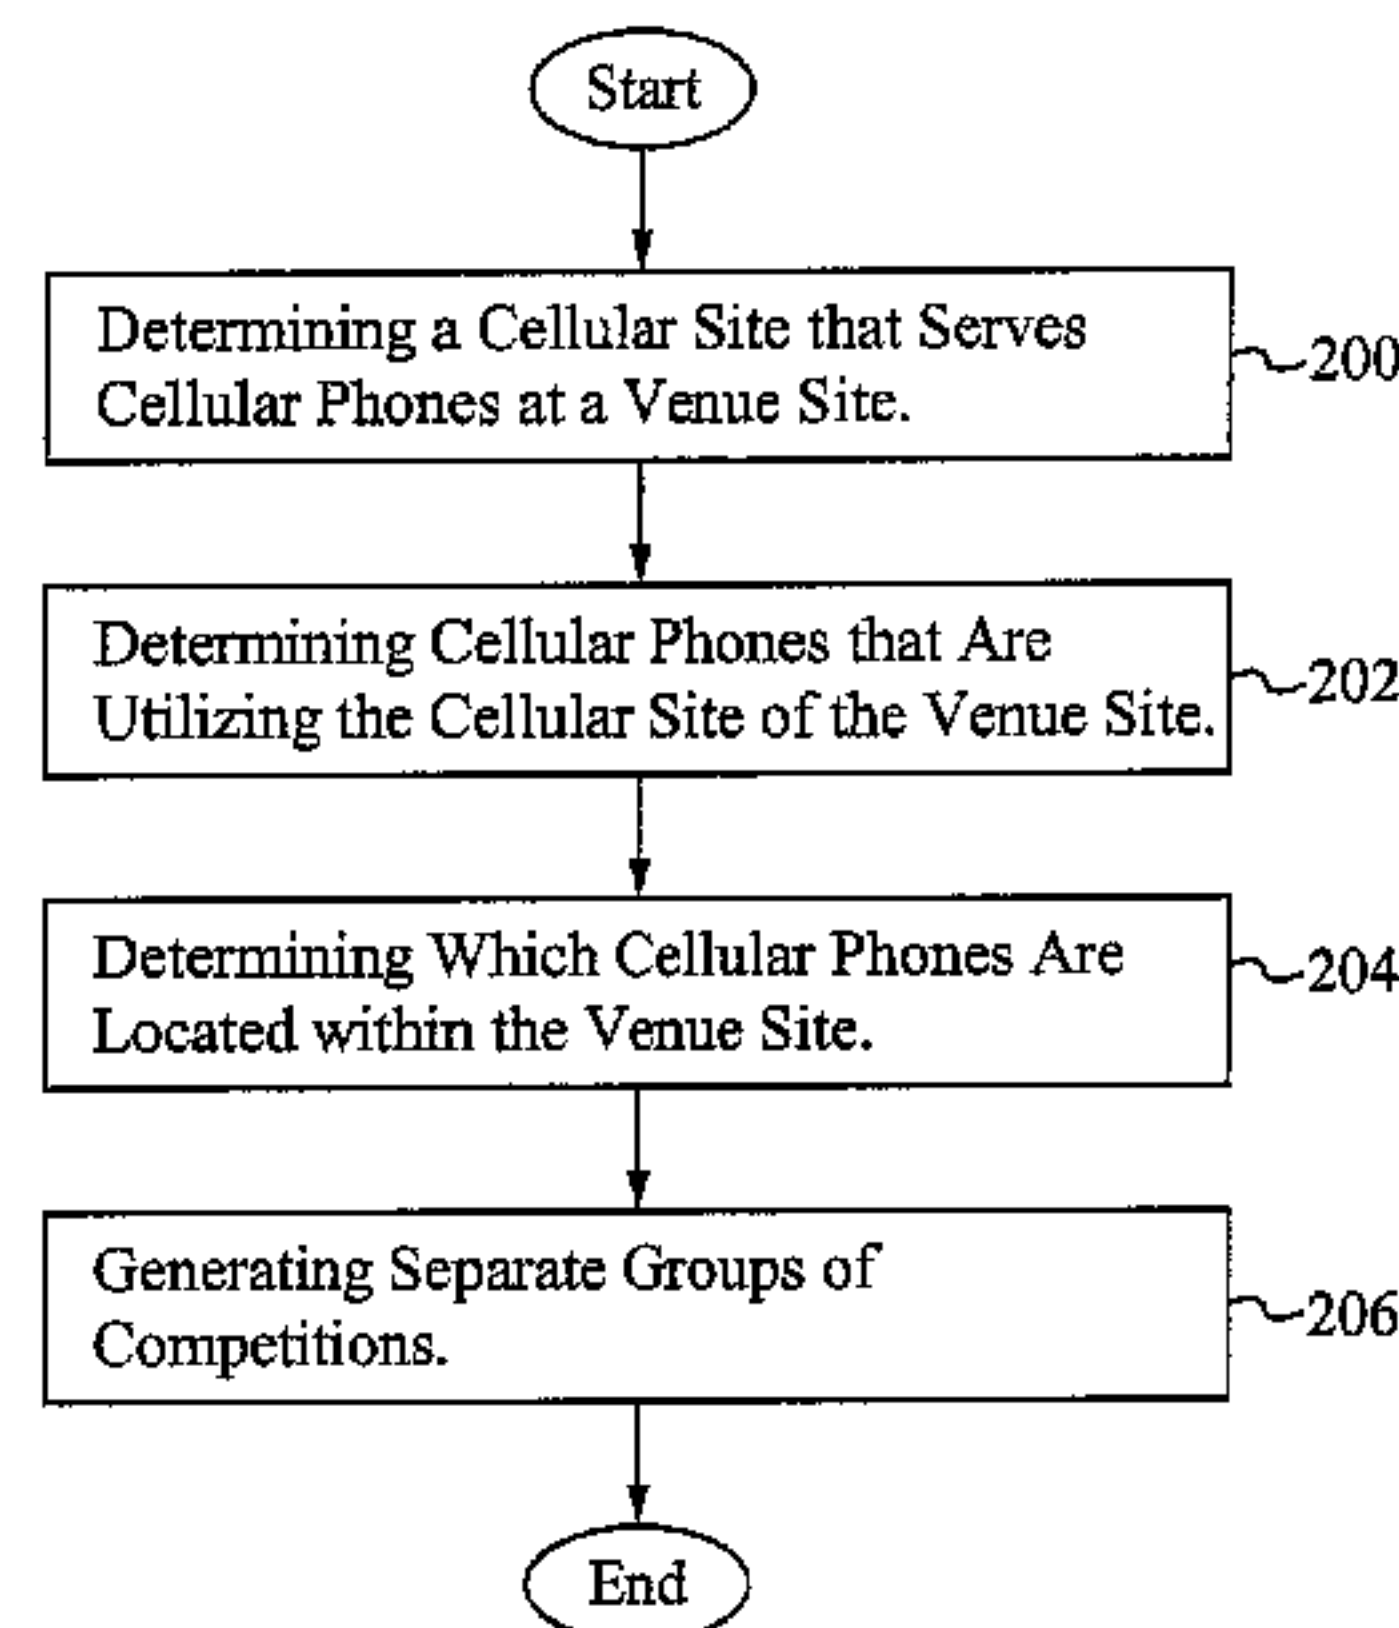 Start
Determining a Cellular Site that Serves
Cellular Phones at a Venue Site.
200
Determining Cellular Phones that Are
Utilizing the Cellular Site of the Venue Site.
202
Determining Which Cellular Phones Are
Located within the Venue Site.
204
Generating Separate Groups of
Competitions.
206
End